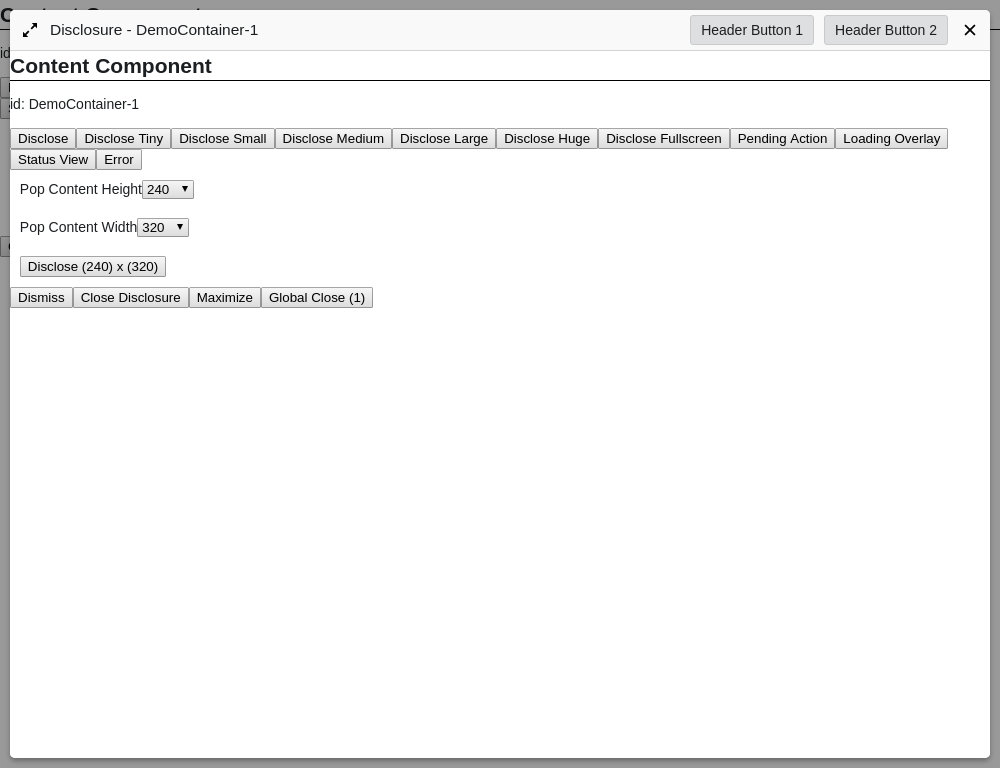 Disclosure - DemoContainer-1 Header Button 1 Header Button 2
Content Component
id: DemoContainer-1
Disclose Disclose Tiny Disclose Small Disclose Medium Disclose Large Disclose Huge Disclose Fullscreen Pending Action Loading Overlay
Status View Error
Pop Content Height 240
Pop Content Width 320
Disclose (240) x (320)
Dismiss Close Disclosure Maximize Global Close (1)